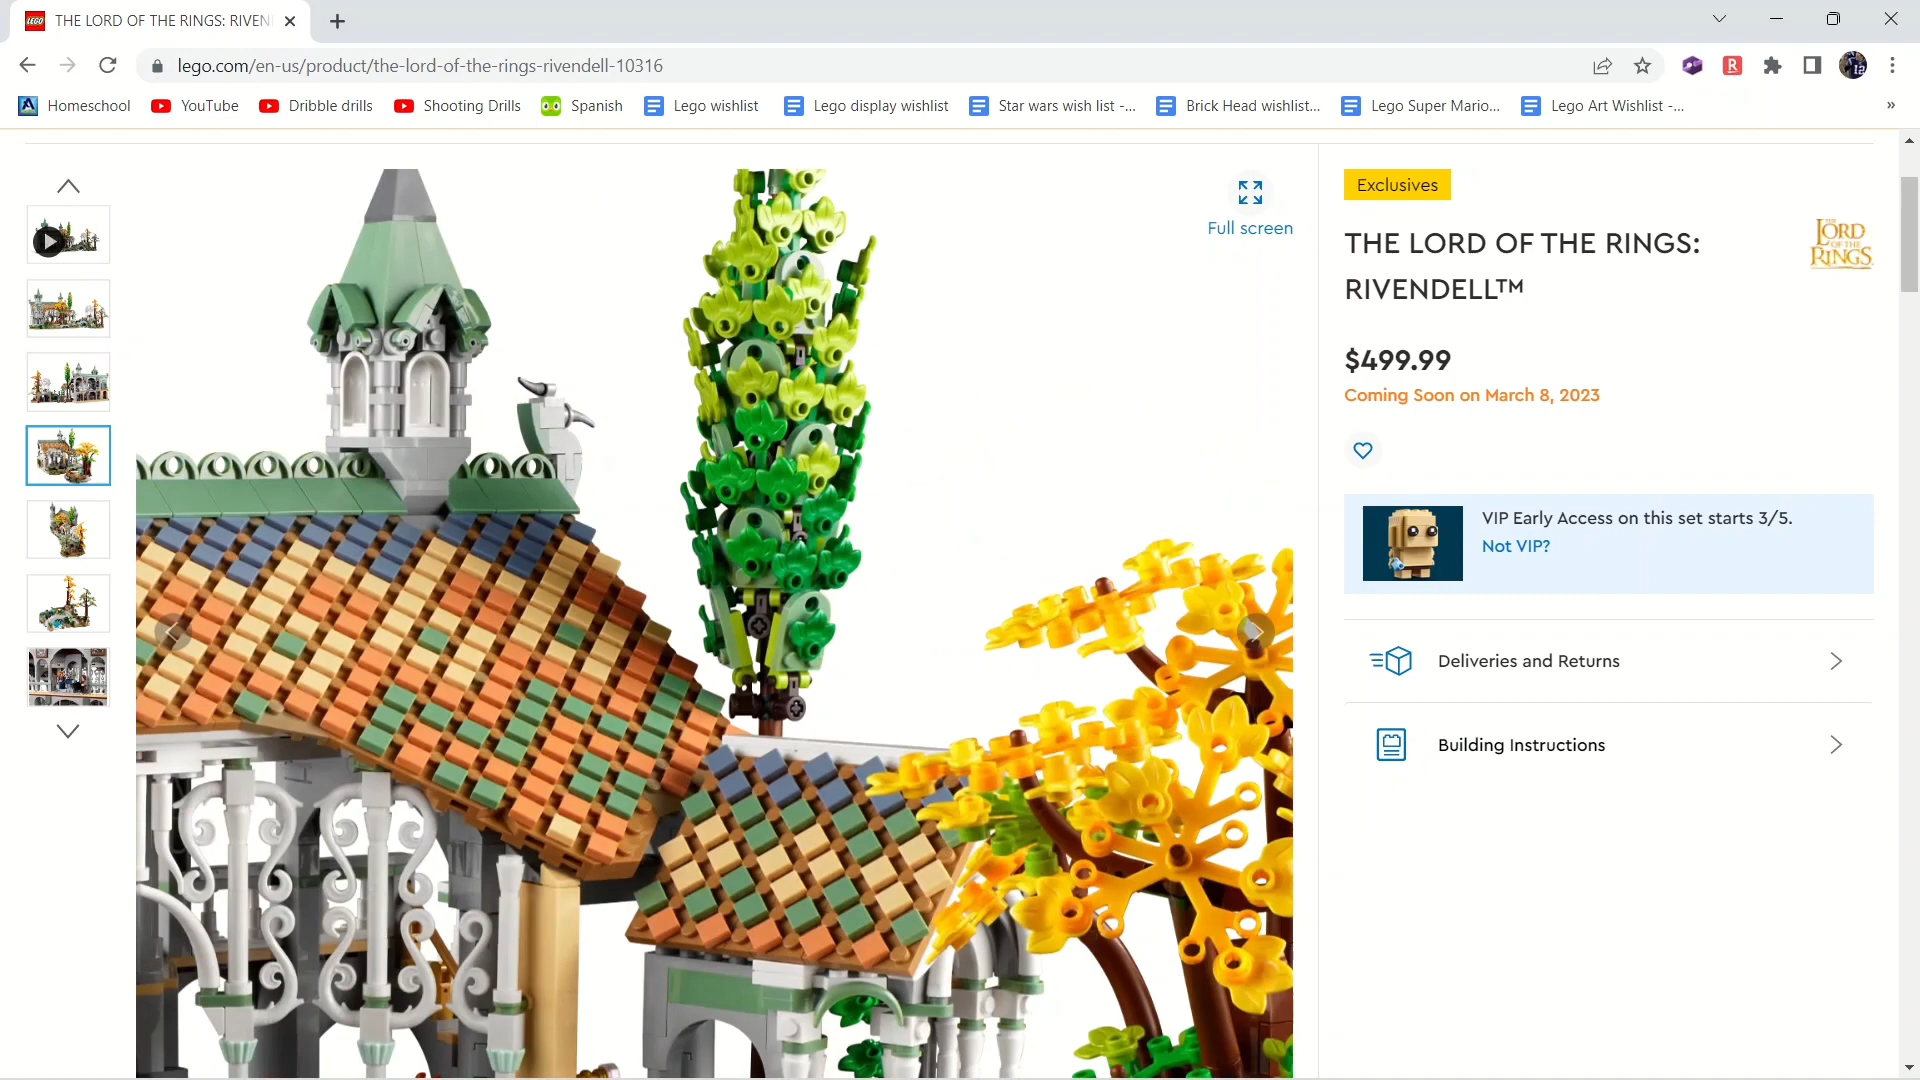 THE LORD OF THE RINGS: RIVEN
lego.com/en-us/product/the-lord-of-the-rings-rivendell-10316
Homeschool YouTube Dribble drills Shooting Drills Spanish Lego wishlist Lego display wishlist Star wars wish list -... Brick Head wishlist... Lego Super Mario... Lego Art Wishlist -... »
Full screen
Exclusives
THE LORD OF THE RINGS:
RIVENDELL™
THE
LORD
OF THE
RINGS
$499.99
Coming Soon on March 8, 2023
VIP Early Access on this set starts 3/5.
Not VIP?
Deliveries and Returns
Building Instructions